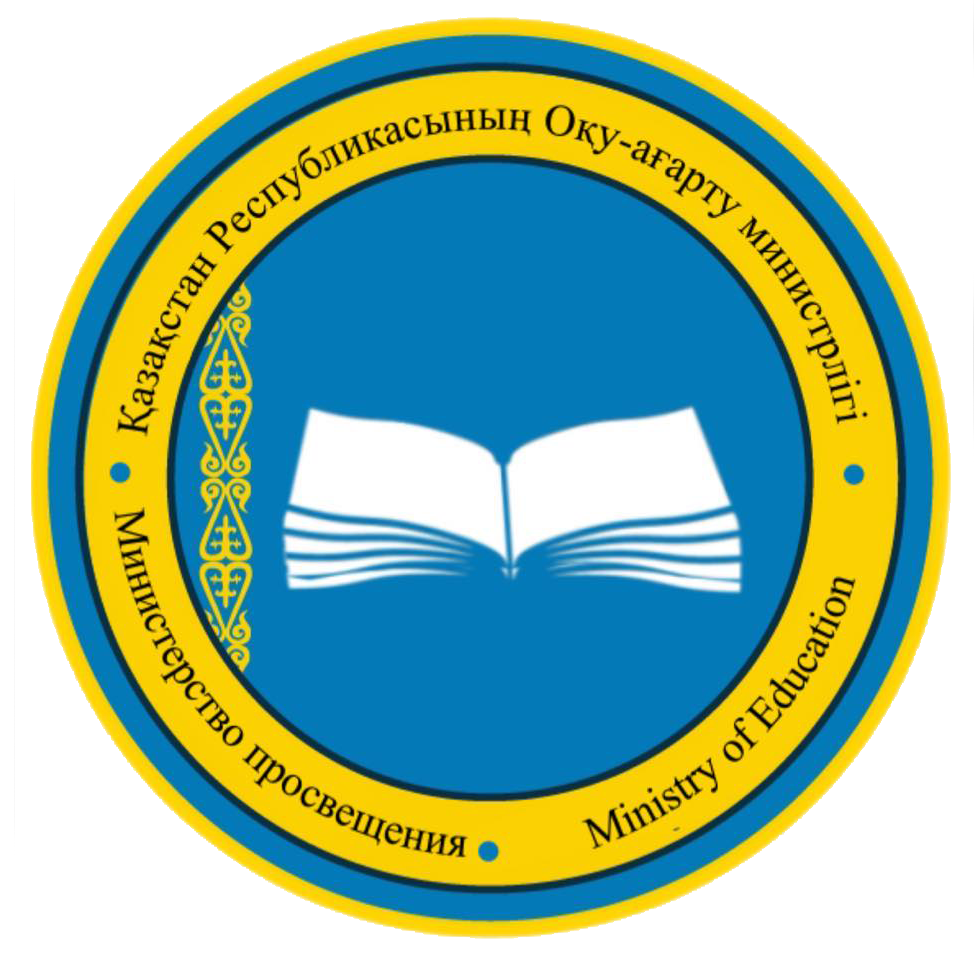 Қазақстан Республикасының Оқу-ағарту министрлігі
Министерство просвещения
Ministry of Education